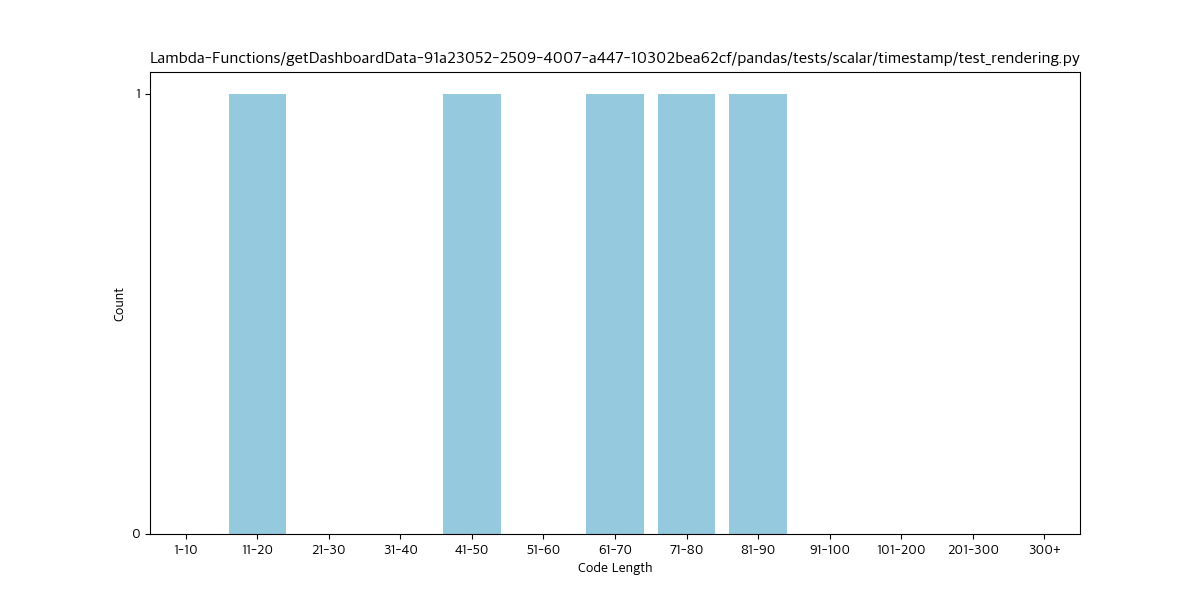 Lambda-Functions/getDashboardData-91a23052-2509-4007-a447-10302bea62cf/pandas/tests/scalar/timestamp/test_rendering.py
1
Count
0
1-10 11-20 21-30 31-40 41-50 51-60 61-70 71-80 81-90 91-100 101-200 201-300 300+
Code Length